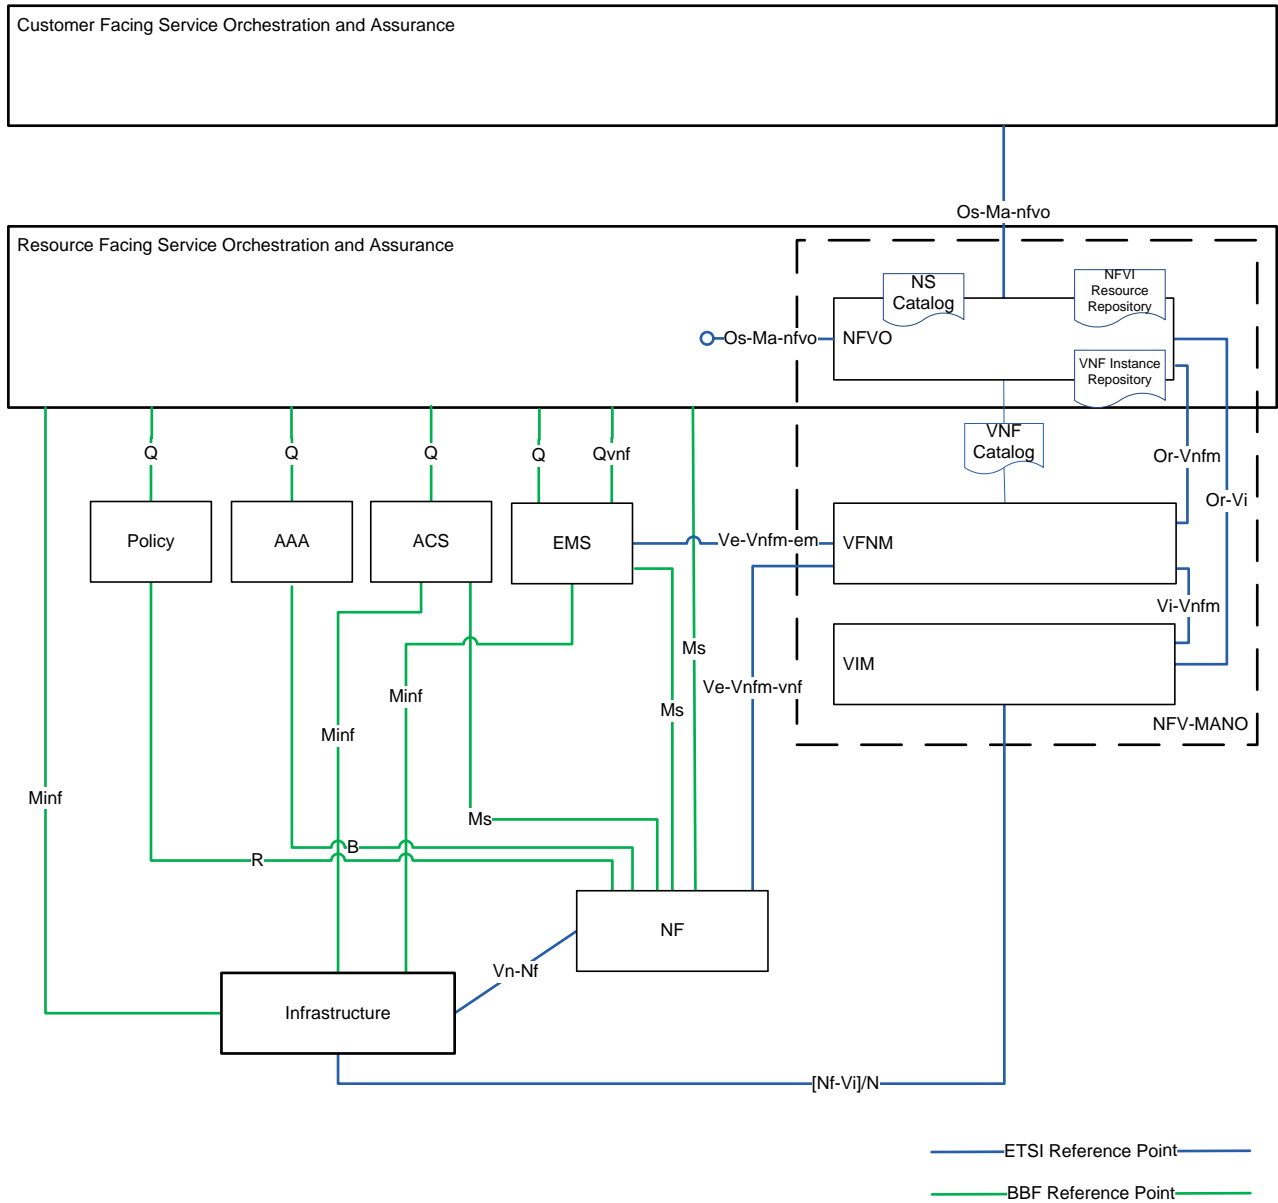 Customer Facing Service Orchestration and Assurance
Os-Ma-nfvo
Resource Facing Service Orchestration and Assurance
NS
Catalog
NFVI
Resource
Repository
Os-Ma-nfvo
NFVO
VNF Instance
Repository
Q
Q
Q
Q
Qvnf
VNF
Catalog
Or-Vnfm
Or-Vi
Policy
AAA
ACS
EMS
Ve-Vnfm-em
VFNM
Vi-Vnfm
Ms
VIM
Ve-Vnfm-vnf
Minf
Ms
NFV-MANO
Minf
Minf
Ms
B
R
NF
Vn-Nf
Infrastructure
[Nf-Vi]/N
ETSI Reference Point
BBF Reference Point